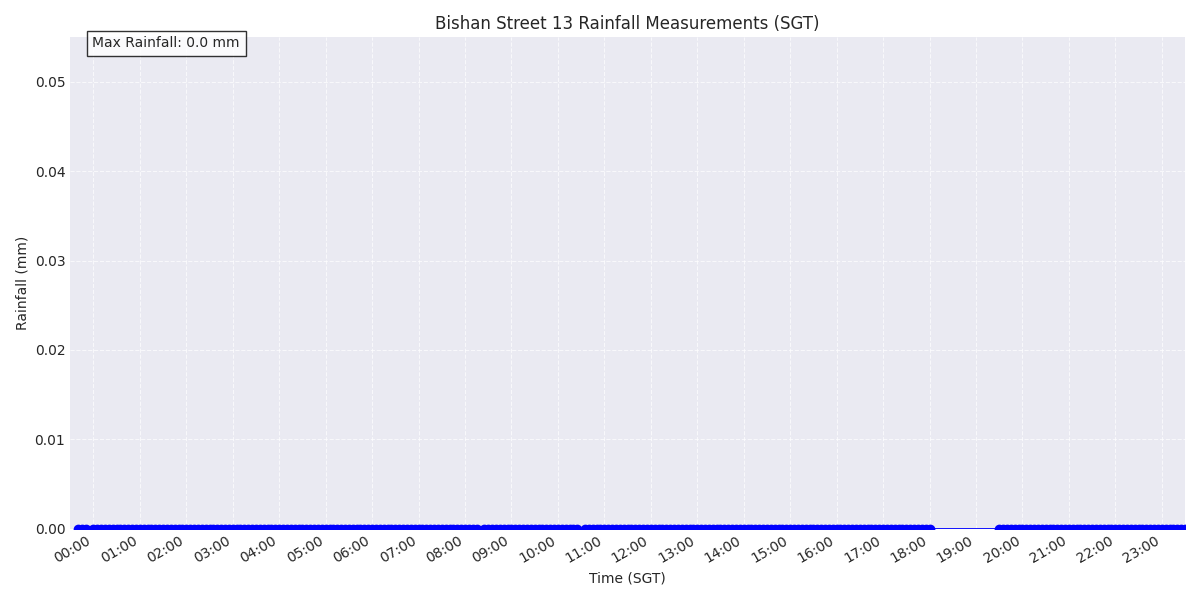 Bishan Street 13 Rainfall Measurements (SGT)
Max Rainfall: 0.0 mm
0.05
0.04
0.03
0.02
0.01
0.00
Rainfall (mm)
00:00 01:00 02:00 03:00 04:00 05:00 06:00 07:00 08:00 09:00 10:00 11:00 12:00 13:00 14:00 15:00 16:00 17:00 18:00 19:00 20:00 21:00 22:00 23:00
Time (SGT)